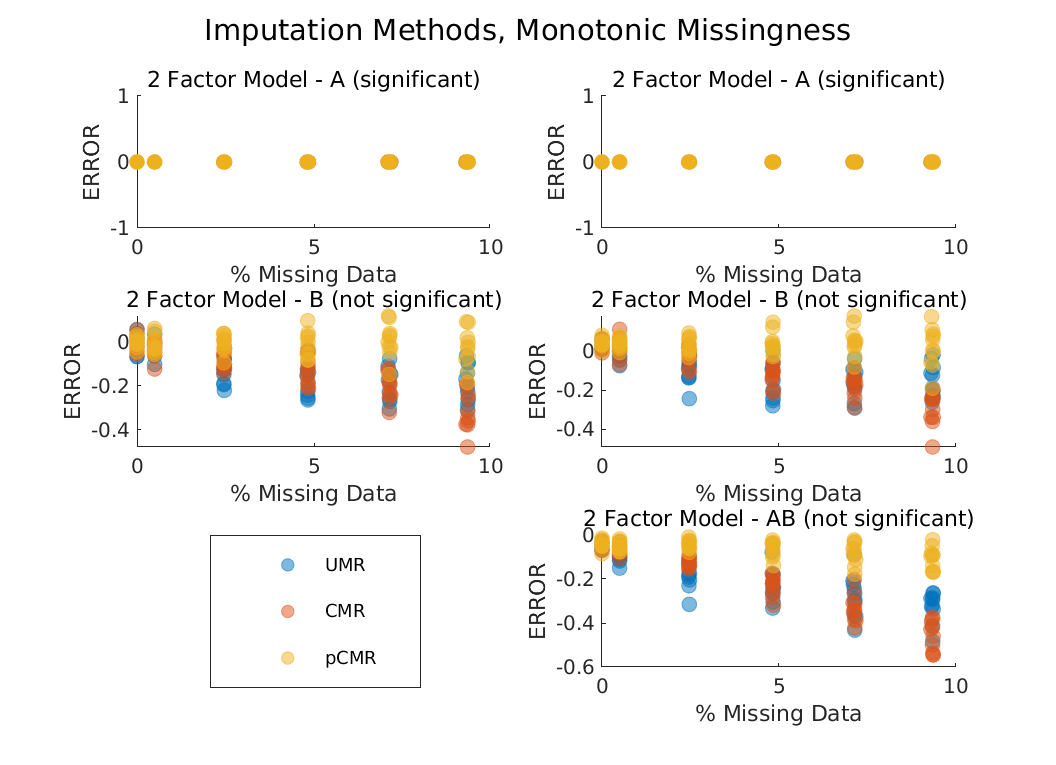 Imputation Methods, Monotonic Missingness
2 Factor Model - A (significant)
1
0
-1
ERROR
0 5 10
% Missing Data
2 Factor Model - A (significant)
1
0
-1
ERROR
0 5 10
% Missing Data
2 Factor Model - B (not significant)
0
-0.2
-0.4
ERROR
0 5 10
% Missing Data
2 Factor Model - B (not significant)
0
-0.2
-0.4
ERROR
0 5 10
% Missing Data
UMR
CMR
pCMR
2 Factor Model - AB (not significant)
0
-0.2
-0.4
-0.6
ERROR
0 5 10
% Missing Data